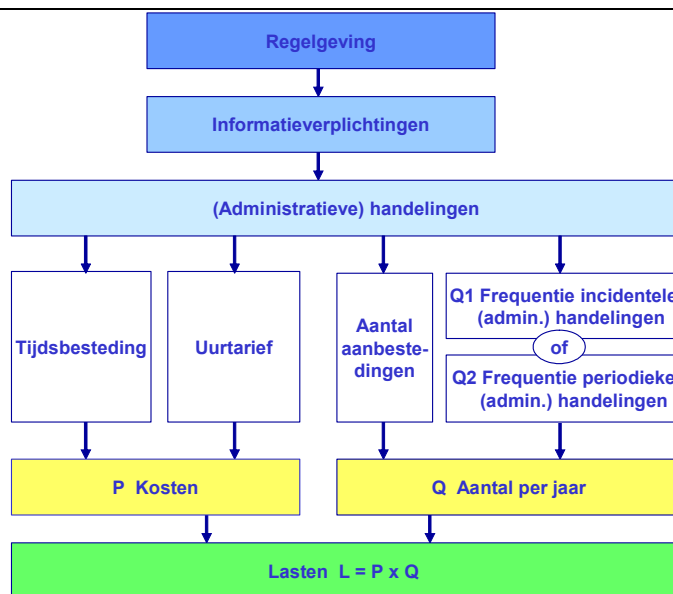 Regelgeving
Informatieverplichtingen
(Administratieve) handelingen
Tijdsbesteding
Uurtarief
Aantal
aanbeste-
dingen
Q1 Frequentie incidentele
(admin.) handelingen
of
Q2 Frequentie periodieke
(admin.) handelingen
P Kosten
Q Aantal per jaar
Lasten L = P x Q